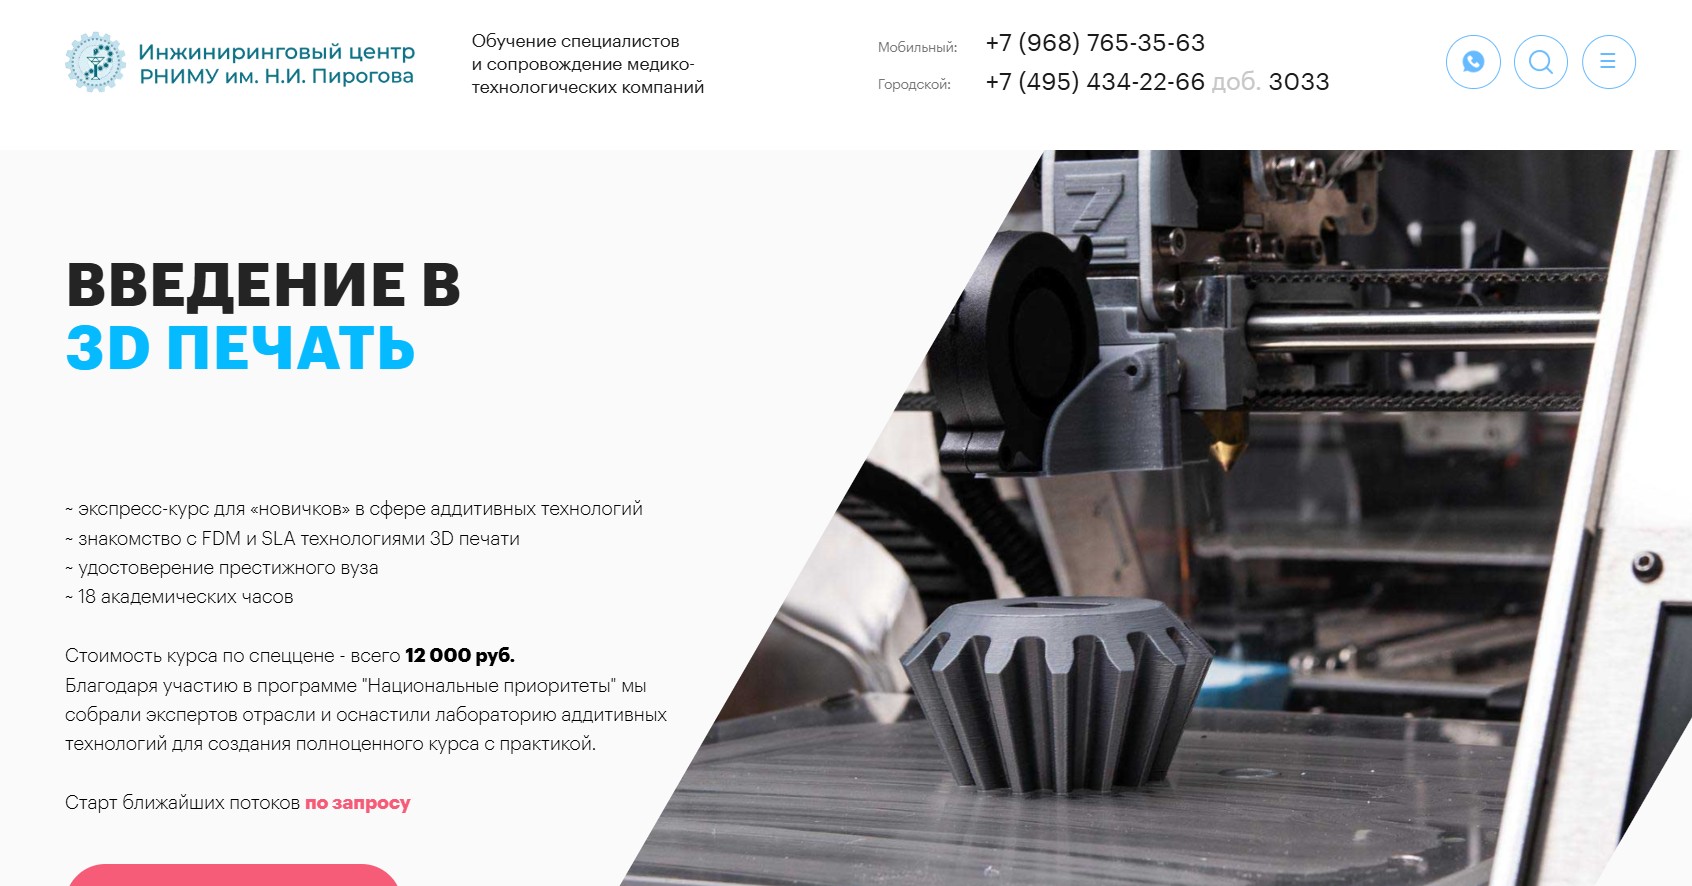 Инжиниринговый центр
РНИМУ им. Н.И. Пирогова
Обучение специалистов
и сопровождение медико-
технологических компаний
Мобильный: +7 (968) 765-35-63
Городской: +7 (495) 434-22-66 доб. 3033
ВВЕДЕНИЕ В
3D ПЕЧАТЬ
~ экспресс-курс для «новичков» в сфере аддитивных технологий
~ знакомство с FDM и SLA технологиями 3D печати
~ удостоверение престижного вуза
~ 18 академических часов
Стоимость курса по спеццене - всего 12 000 руб.
Благодаря участию в программе "Национальные приоритеты" мы
собрали экспертов отрасли и оснастили лабораторию аддитивных
технологий для создания полноценного курса с практикой.
Старт ближайших потоков по запросу